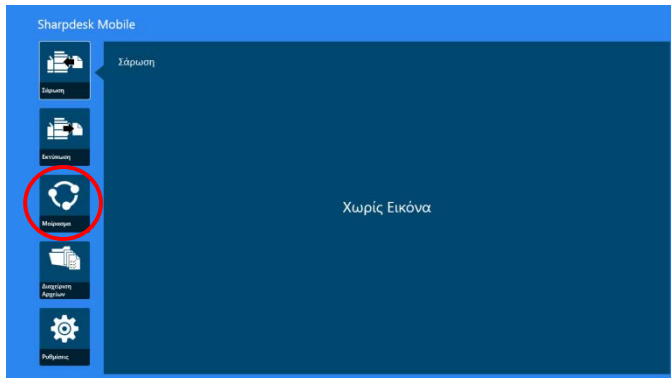 Sharpdesk Mobile
Σάρωση
Σάρωση
Εκτύπωση
Μοίρασμα
Χωρίς Εικόνα
Διαχείριση
Αρχείων
Ρυθμίσεις